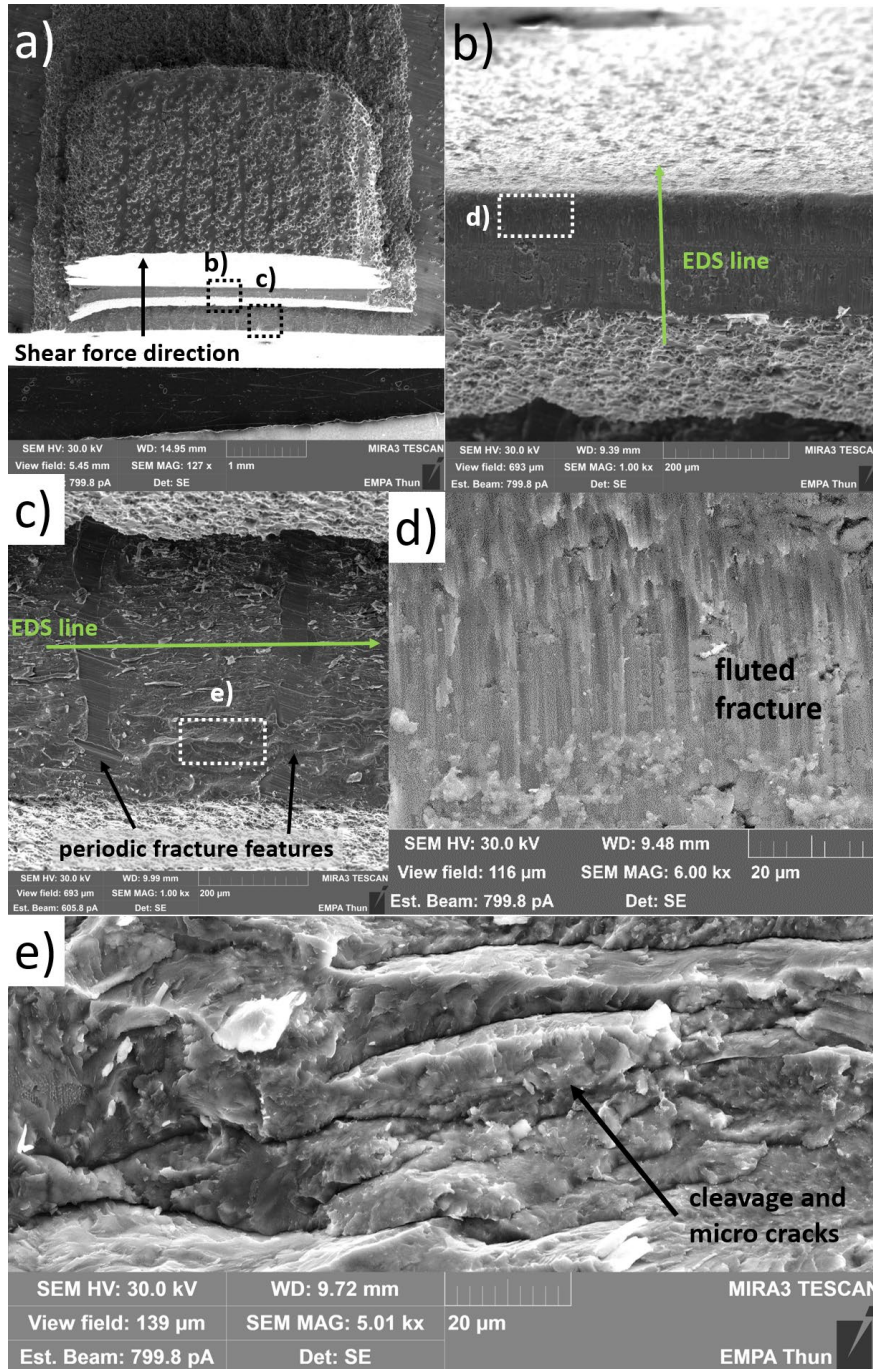 a)
b)
c)
Shear force direction
SEM HV: 30.0 kV WD: 14.95 mm MIRA3 TESCAN
View field: 5.45 mm SEM MAG: 127 x 1 mm
: 799.8 pA Det: SE EMPA Thun
b)
d)
EDS line
SEM HV: 30.0 kV WD: 9.39 mm MIRA3 TESCAN
View field: 693 µm SEM MAG: 1.00 kx 200 µm
Est. Beam: 799.8 pA Det: SE EMPA Thun
c)
EDS line
e)
periodic fracture features
SEM HV: 30.0 kV WD: 9.99 mm MIRA3 TESCAN
View field: 693 µm SEM MAG: 1.00 kx 200 µm
Est. Beam: 605.8 pA Det: SE EMPA Thun
d)
fluted
fracture
SEM HV: 30.0 kV WD: 9.48 mm
View field: 116 µm SEM MAG: 6.00 kx 20 µm
Est. Beam: 799.8 pA Det: SE
e)
cleavage and
micro cracks
SEM HV: 30.0 kV WD: 9.72 mm MIRA3 TESCAN
View field: 139 µm SEM MAG: 5.01 kx 20 µm
Est. Beam: 799.8 pA Det: SE EMPA Thun